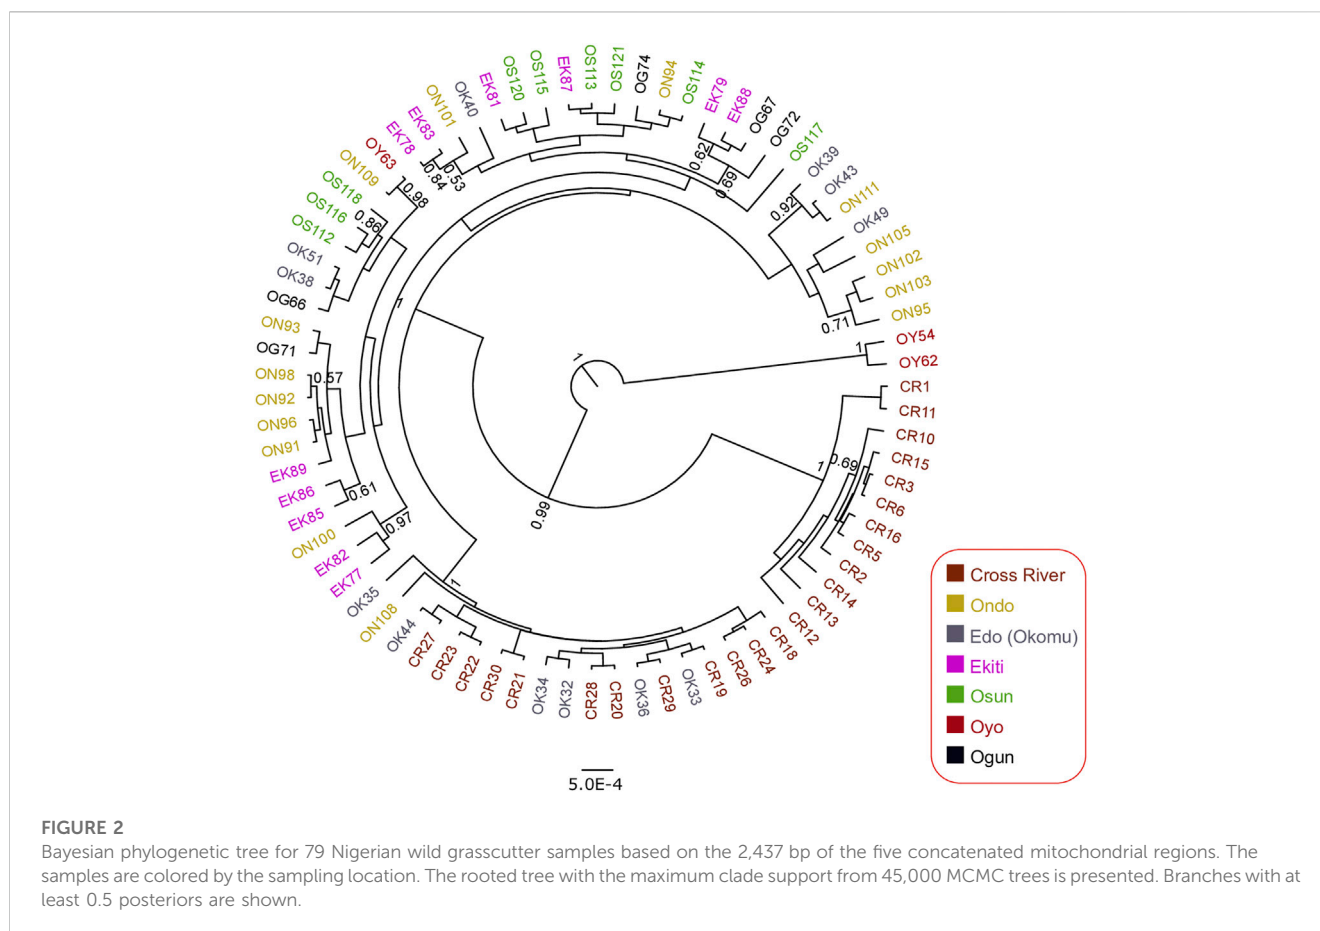 OS113
OS121
OG74
ON94
OS114
EK79
EK88
OG67
OG72
OS117
OK39
OK43
ON111
OK49
ON105
ON102
ON103
ON95
OY54
OY62
CR1
CR11
CR10
CR15
CR3
CR6
CR16
CR5
CR2
CR14
CR13
CR12
CR18
CR24
CR26
CR19
OK33
CR29
OK36
CR20
CR28
OK32
OK34
CR21
CR30
CR22
CR23
CR27
OK44
ON108
OK35
EK77
EK82
ON100
EK85
EK86
EK89
ON91
ON96
ON92
ON98
OG71
ON93
OG66
OK38
OK51
OS112
OS116
OS118
ON109
OY63
EK78
EK83
ON101
OK40
EK81
OS120
OS115
EK87
0.62
0.69
0.92
0.71
1
1
0.69
0.99
1
1
1
0.97
0.61
0.57
0.86
0.98
0.84
0.53
Cross River
Ondo
Edo (Okomu)
Ekiti
Osun
Oyo
Ogun
5.0E-4
FIGURE 2
Bayesian phylogenetic tree for 79 Nigerian wild grasscutter samples based on the 2,437 bp of the five concatenated mitochondrial regions. The
samples are colored by the sampling location. The rooted tree with the maximum clade support from 45,000 MCMC trees is presented. Branches with at
least 0.5 posteriors are shown.